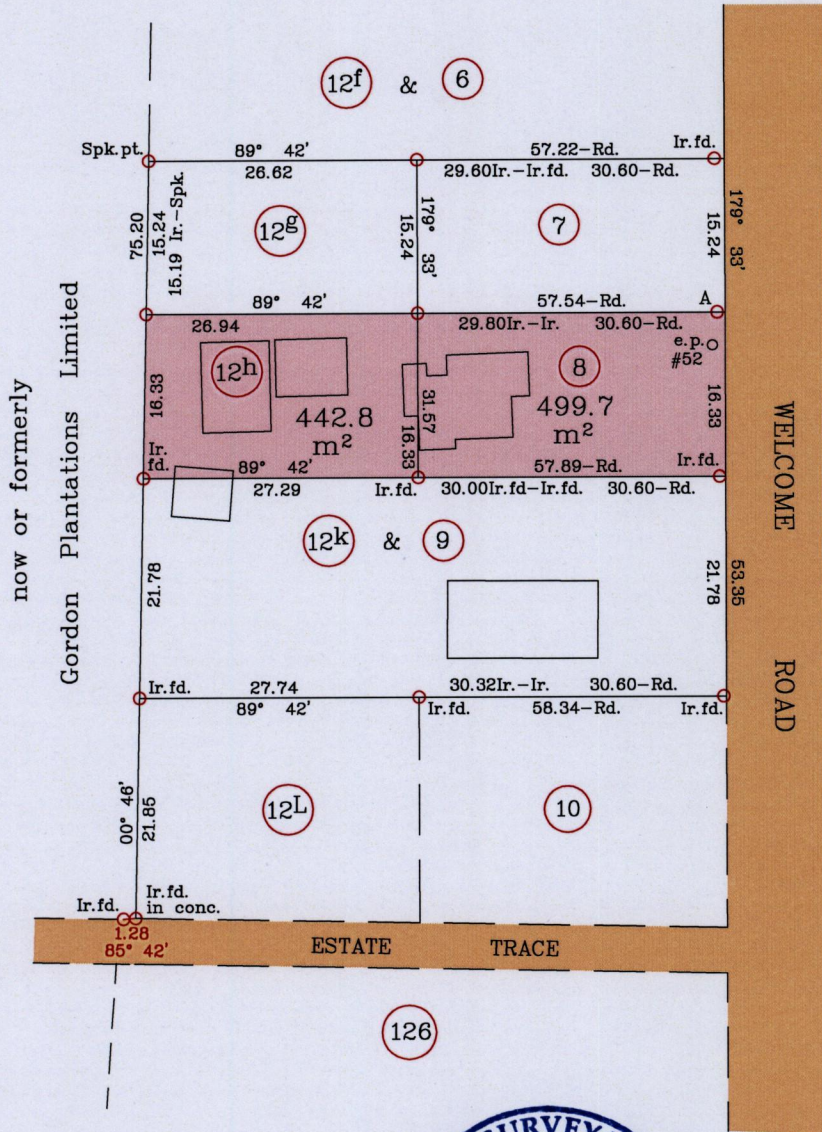 12f & 6
Spk.pt.
89° 42'
57.22-Rd.
Ir.fd.
26.62
29.60Ir.-Ir.fd. 30.60-Rd.
75.20
15.24
15.19 Ir.-Spk.
12g
15.24
179° 33'
7
15.24
179° 33'
89° 42'
57.54-Rd.
A
26.94
29.80Ir.-Ir. 30.60-Rd.
e.p.
#52
16.33
12h
442.8
m²
31.57
16.33
8
499.7
m²
16.33
Ir.
fd.
89° 42'
57.89-Rd.
Ir.fd.
27.29
Ir.fd.
30.00Ir.fd-Ir.fd. 30.60-Rd.
now or formerly
Gordon Plantations Limited
12k & 9
21.78
21.78
53.35
WELCOME ROAD
Ir.fd.
27.74
30.32Ir.-Ir. 30.60-Rd.
89° 42'
Ir.fd.
58.34-Rd.
Ir.fd.
00° 46'
21.85
12L
10
Ir.fd.
Ir.fd.
in conc.
1.28
85° 42'
ESTATE TRACE
126
SURVEY